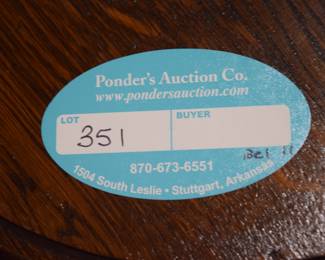 Ponder's Auction Co.
www.pondersauction.com
LOT BUYER
351
870-673-6551
1504 South Leslie • Stuttgart, Arkansas